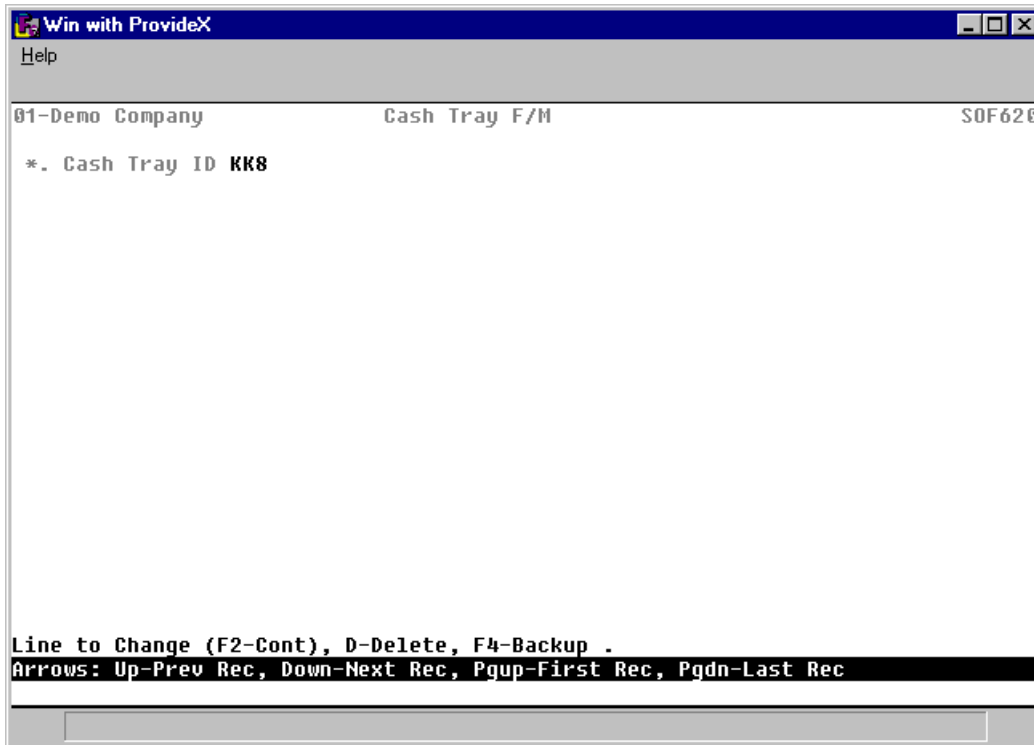 Win with ProvideX
Help
01-Demo Company Cash Tray F/M SOF620
*. Cash Tray ID KK8
Line to Change (F2-Cont), D-Delete, F4-Backup .
Arrows: Up-Prev Rec, Down-Next Rec, Pgup-First Rec, Pgdn-Last Rec